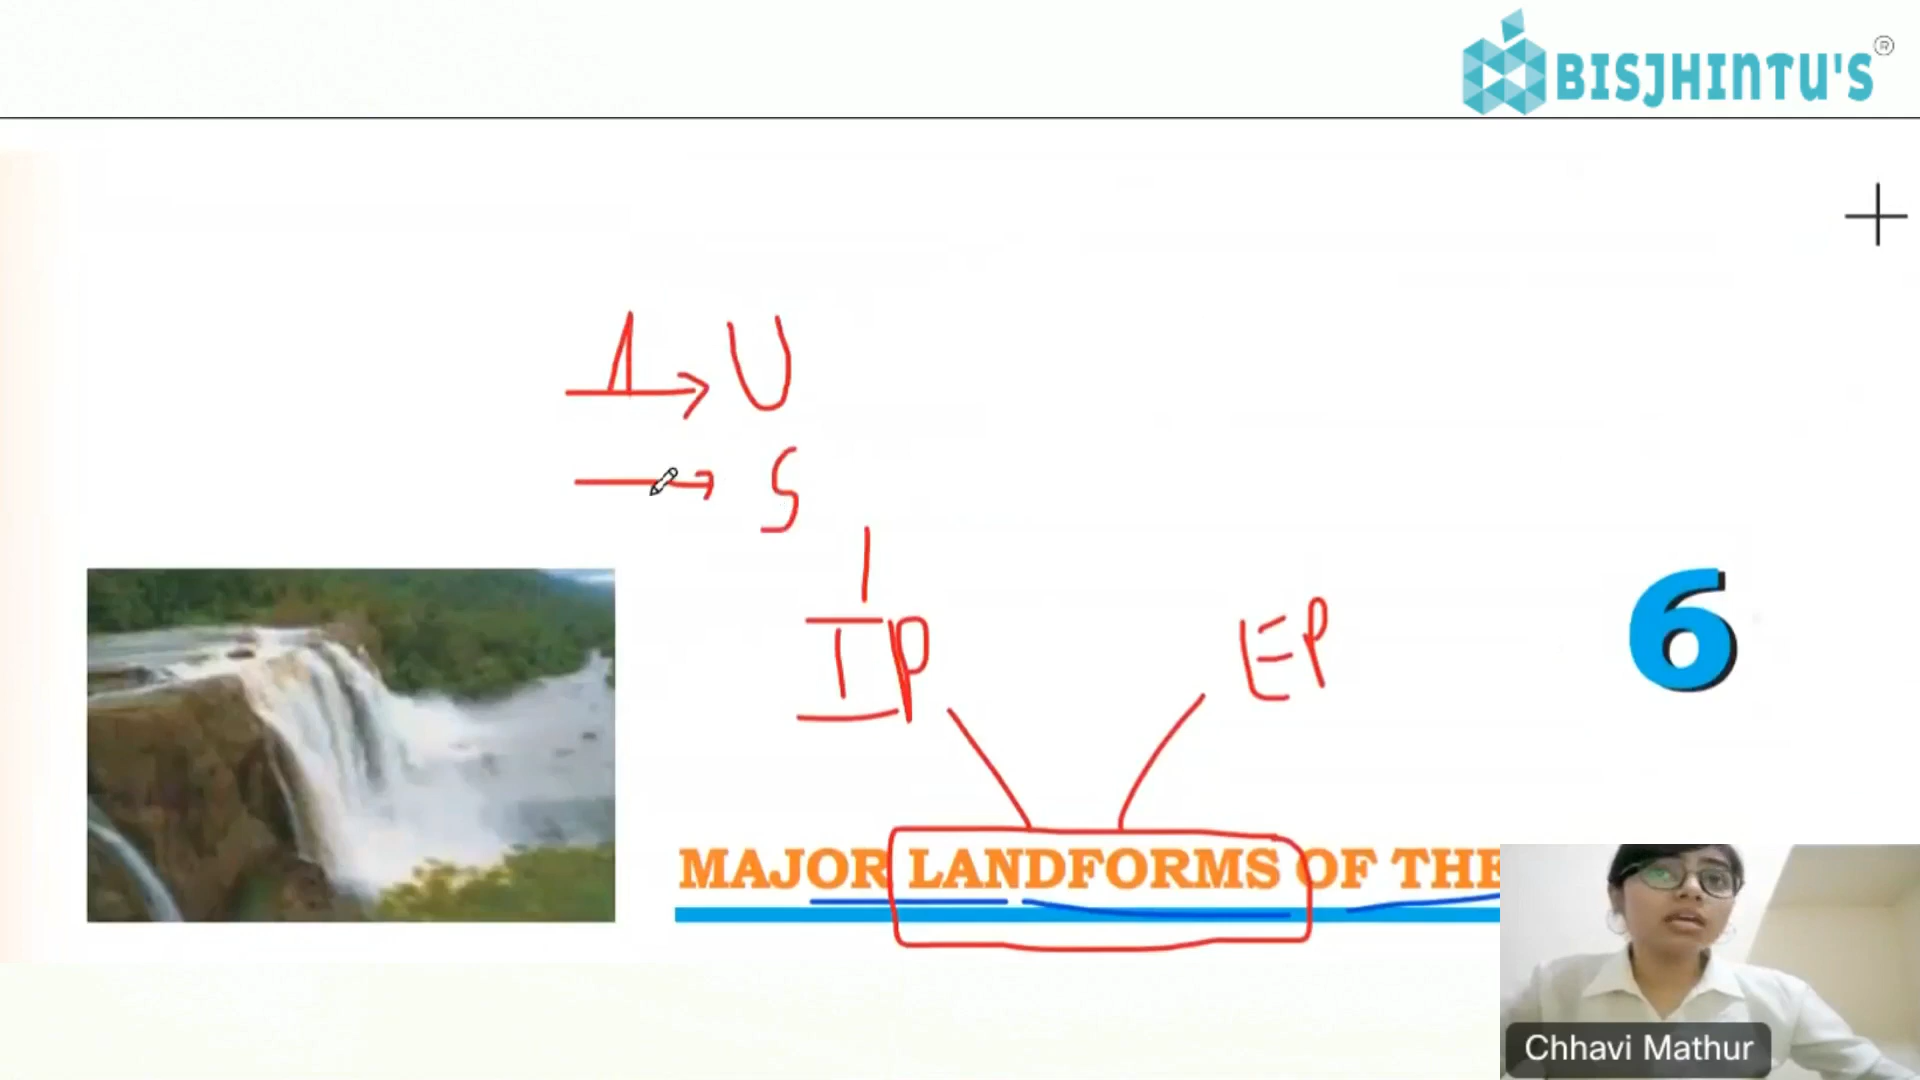 BISJHINTU'S®
U
S
IP
EP
6
MAJOR LANDFORMS OF THE
Chhavi Mathur